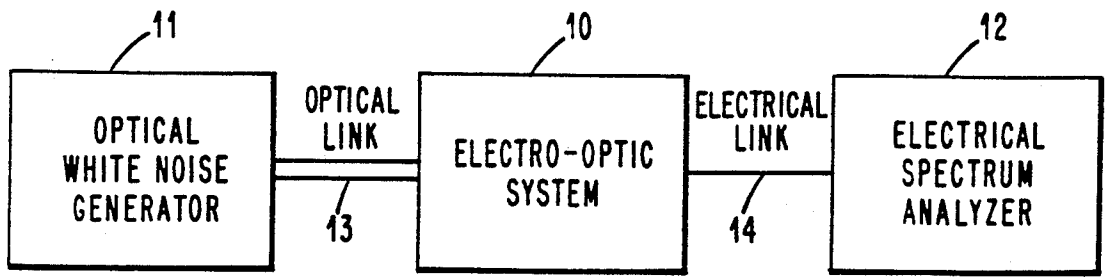 11
10
12
OPTICAL
WHITE NOISE
GENERATOR
OPTICAL
LINK
13
ELECTRO-OPTIC
SYSTEM
ELECTRICAL
LINK
14
ELECTRICAL
SPECTRUM
ANALYZER